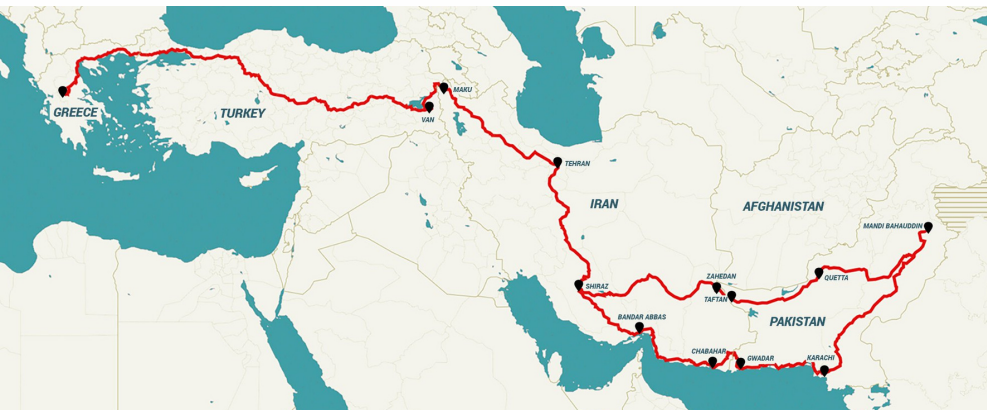 MAKU
GREECE
TURKEY
VAN
TEHRAN
IRAN
AFGHANISTAN
MANDI BAHAUDDIN
ZAHEDAN
QUETTA
SHIRAZ
TAFTAN
BANDAR ABBAS
PAKISTAN
CHABAHAR
GWADAR
KARACHI